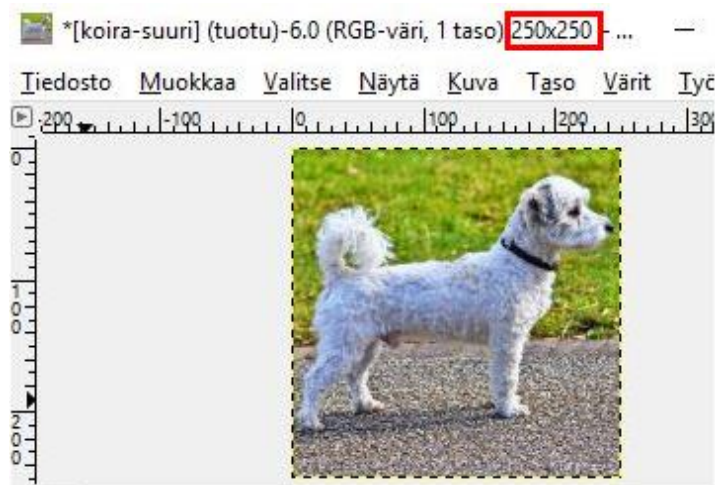 *[koira-suuri] (tuotu)-6.0 (RGB-väri, 1 taso) 250x250 - ...
Tiedosto Muokkaa Valitse Näytä Kuva Taso Värit Työ
-200 -100 0 100 200 300
0
100
200